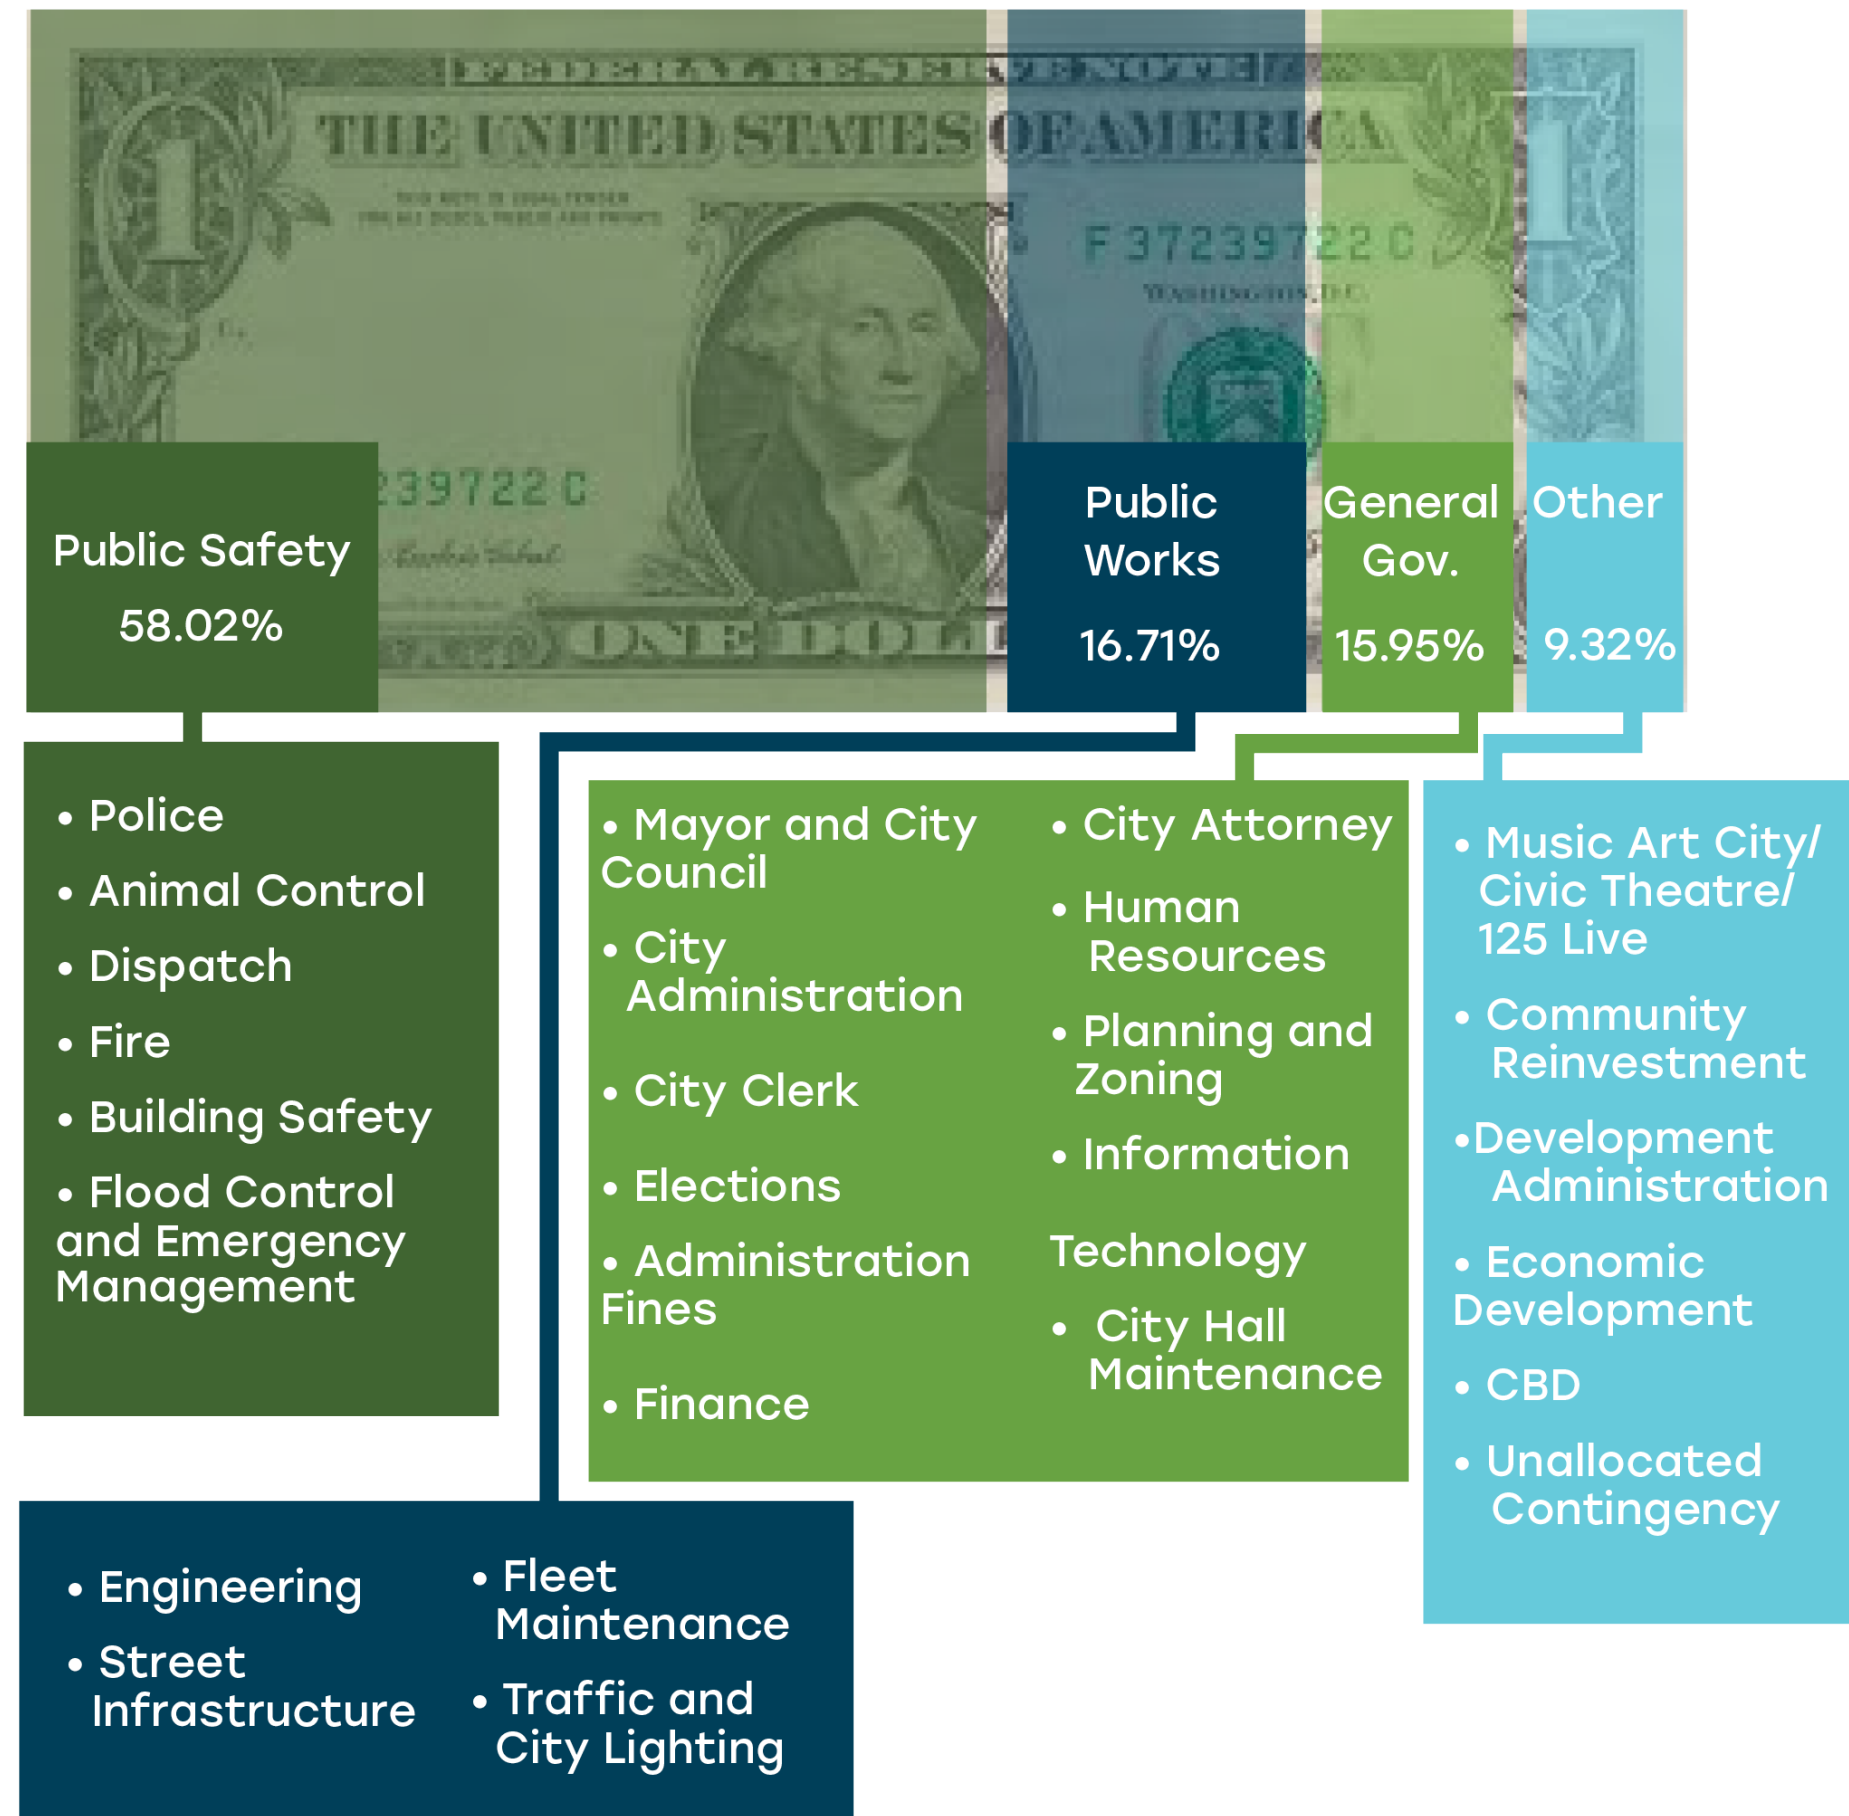 THE UNITED STATES OF AMERICA
F 37239722 C
WASHINGTON, D.C.
239722 C
Public Safety
58.02%
Public
Works
16.71%
General
Gov.
15.95%
Other
9.32%
• Police
• Animal Control
• Dispatch
• Fire
• Building Safety
• Flood Control
and Emergency
Management
• Mayor and City
Council
• City
Administration
• City Clerk
• Elections
• Administration
Fines
• Finance
• City Attorney
• Human
Resources
• Planning and
Zoning
• Information
Technology
• City Hall
Maintenance
• Music Art City/
Civic Theatre/
125 Live
• Community
Reinvestment
•Development
Administration
• Economic
Development
• CBD
• Unallocated
Contingency
• Engineering
• Street
Infrastructure
• Fleet
Maintenance
• Traffic and
City Lighting